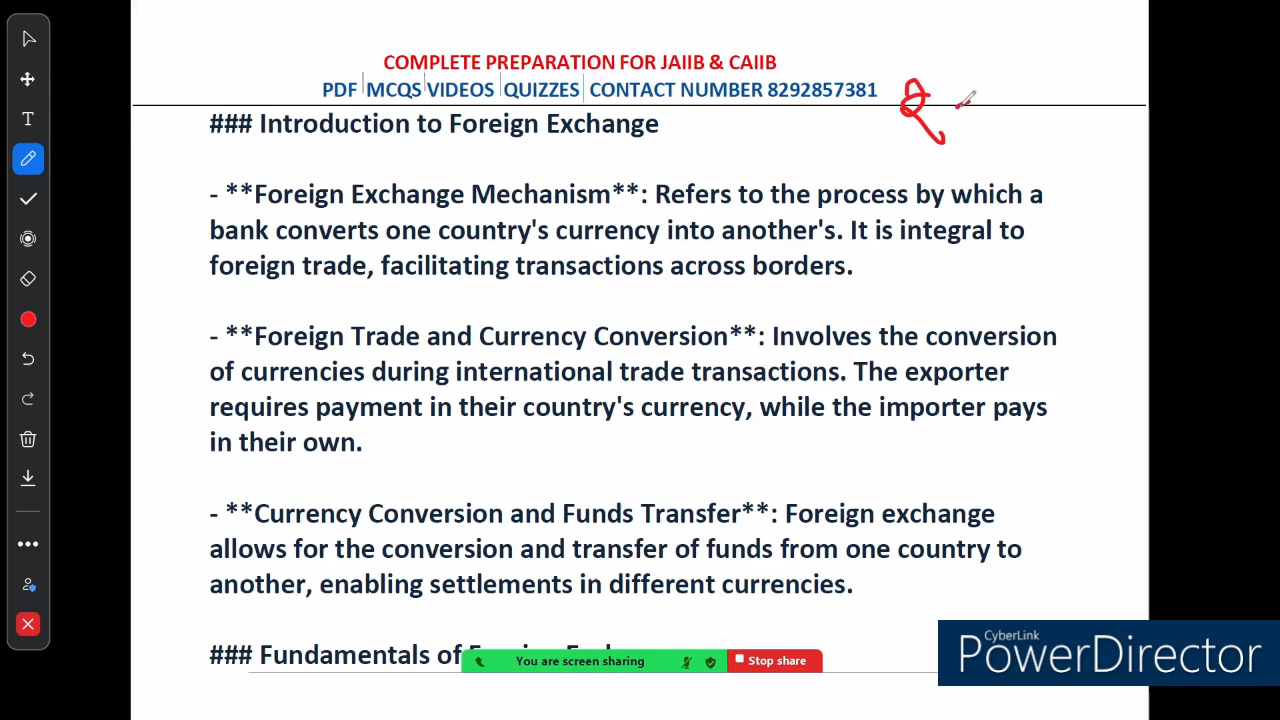 COMPLETE PREPARATION FOR JAIIB & CAIIB
PDF MCQS VIDEOS QUIZZES CONTACT NUMBER 8292857381
### Introduction to Foreign Exchange
- **Foreign Exchange Mechanism**: Refers to the process by which a
bank converts one country's currency into another's. It is integral to
foreign trade, facilitating transactions across borders.
- **Foreign Trade and Currency Conversion**: Involves the conversion
of currencies during international trade transactions. The exporter
requires payment in their country's currency, while the importer pays
in their own.
- **Currency Conversion and Funds Transfer**: Foreign exchange
allows for the conversion and transfer of funds from one country to
another, enabling settlements in different currencies.
### Fundamentals of
You are screen sharing
Stop share
CyberLink
PowerDirector